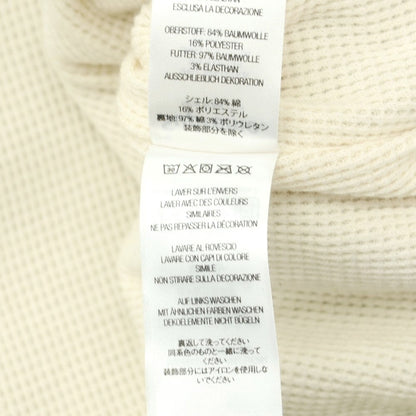 ESCLUSA LA DECORAZIONE
OBERSTOFF: 84% BAUMWOLLE
16% POLYESTER
FUTTER: 97% BAUMWOLLE
3% ELASTHAN
AUSSCHLIEßLICH DEKORATION
シェル: 84% 綿
16% ポリエステル
裏地: 97% 綿 3% ポリウレタン
装飾部分を除く
LAVER SUR L'ENVERS
LAVER AVEC DES COULEURS
SIMILAIRES
NE PAS REPASSER LA DÉCORATION
LAVARE AL ROVESCIO
LAVARE CON CAPI DI COLORE
SIMILE
NON STIRARE SULLA DECORAZIONE
AUF LINKS WASCHEN
MIT ÄHNLICHEN FARBEN WASCHEN
DEKOELEMENTE NICHT BÜGELN
裏返して洗ってください
同系色のものと一緒に洗ってください
装飾部分にはアイロンを使用しな
いでください